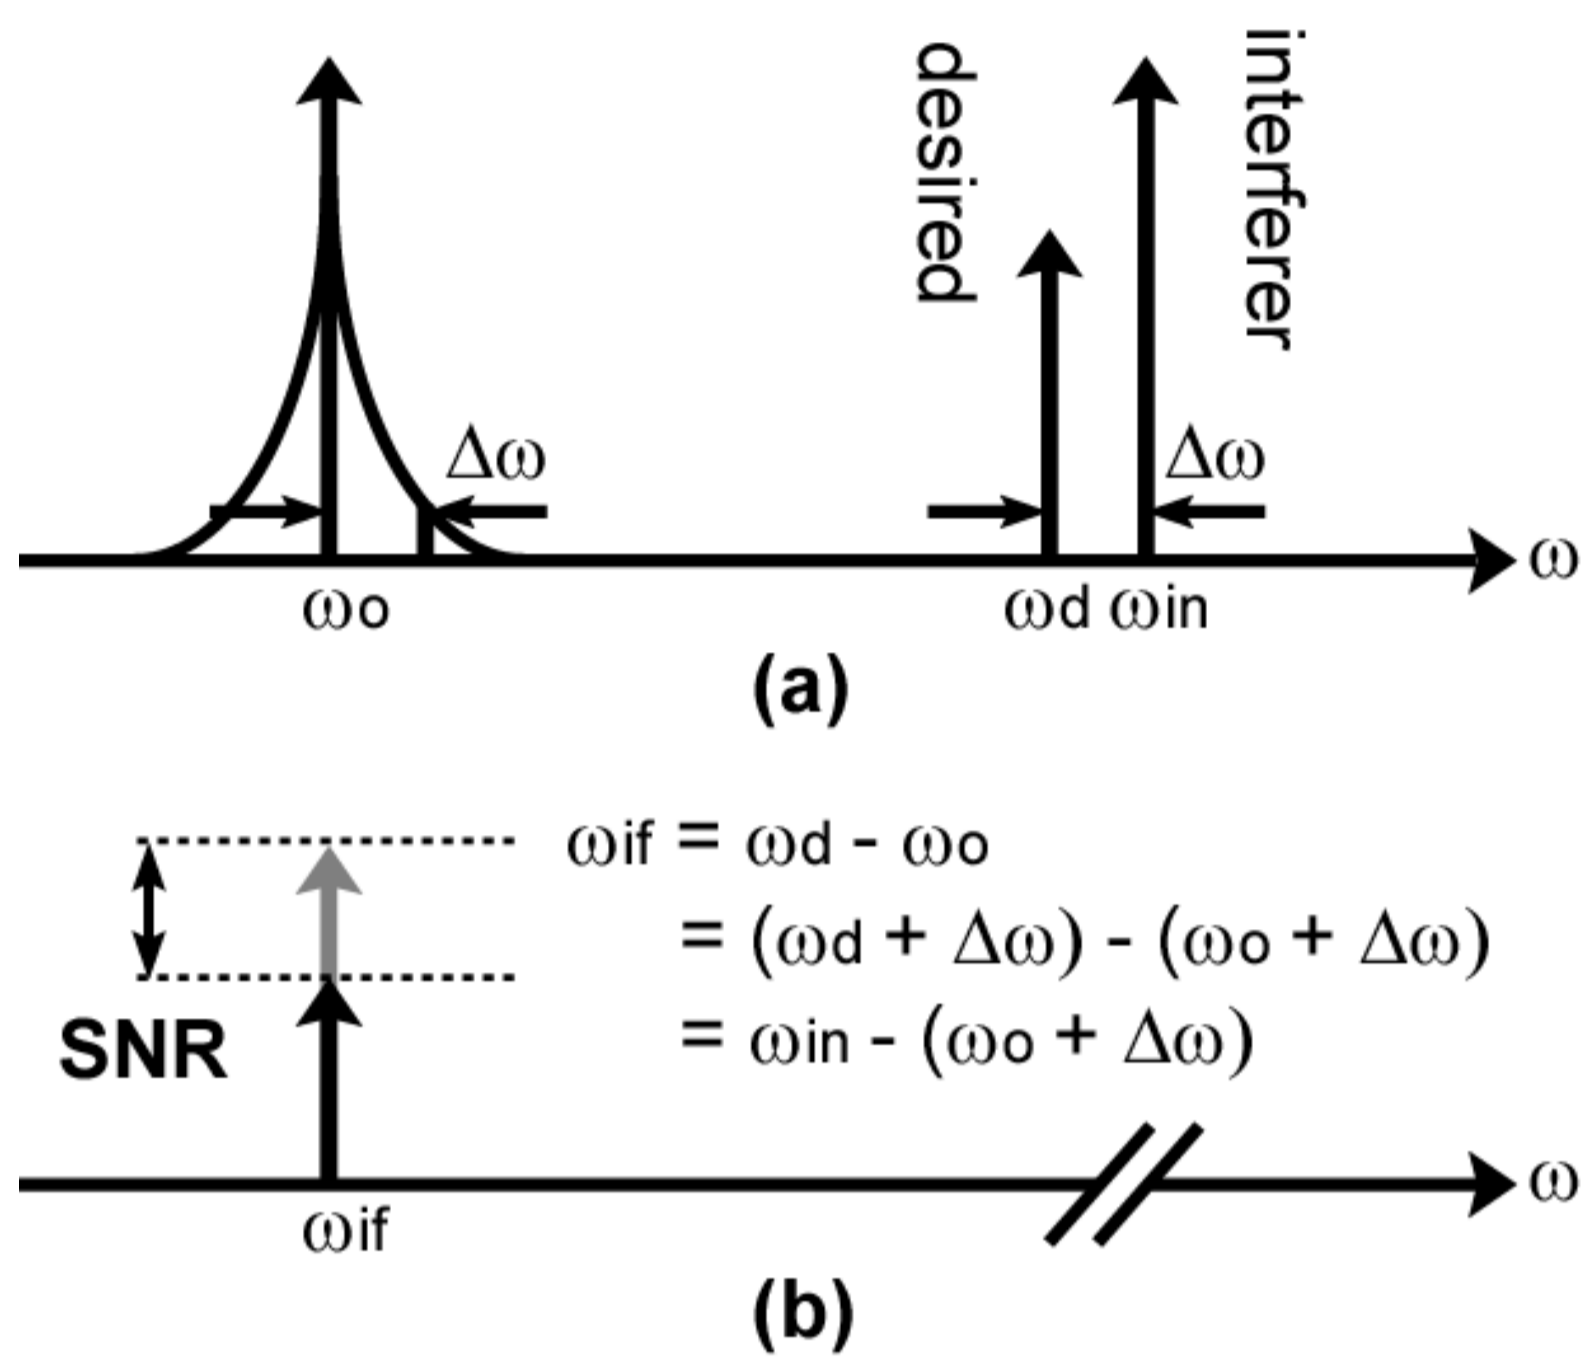 desired
interferer
Δω
Δω
ω
ωo
ωd ωin
(a)
ωif = ωd - ωo
= (ωd + Δω) - (ωo + Δω)
= ωin - (ωo + Δω)
SNR
ω
ωif
(b)